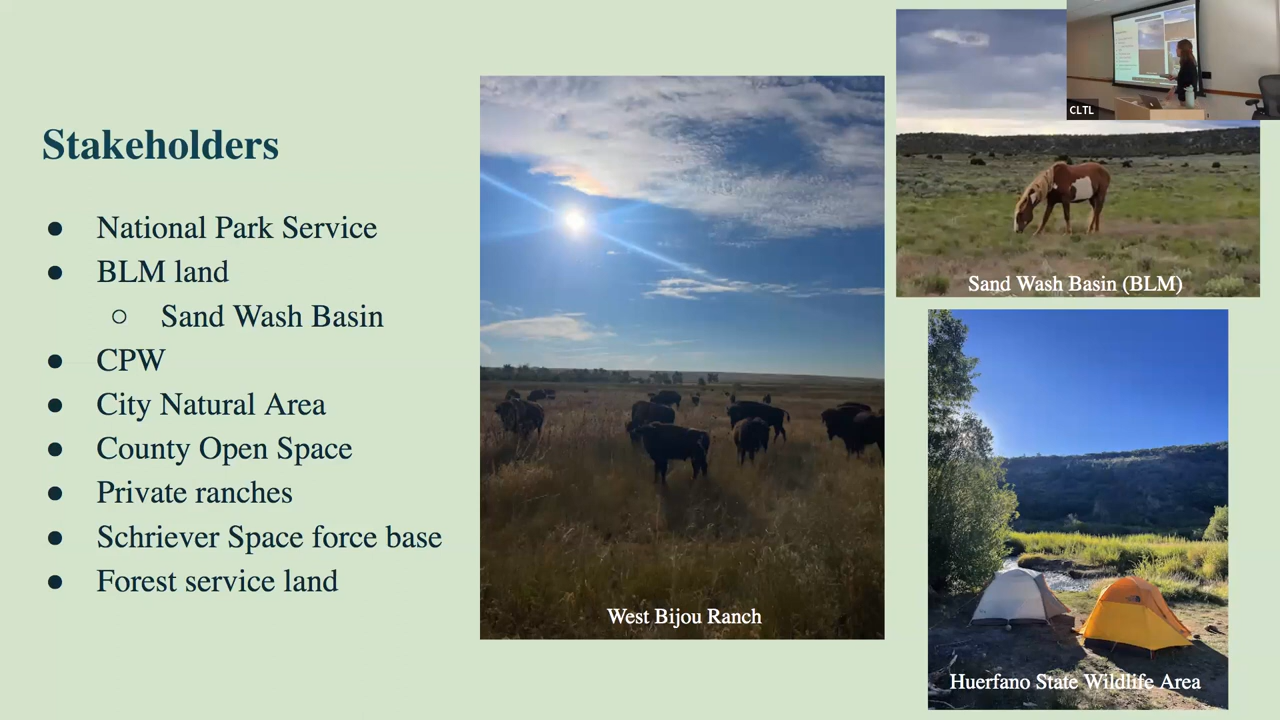 Stakeholders
National Park Service
BLM land
Sand Wash Basin
CPW
City Natural Area
County Open Space
Private ranches
Schriever Space force base
Forest service land
West Bijou Ranch
CLTL
Sand Wash Basin (BLM)
Huerfano State Wildlife Area